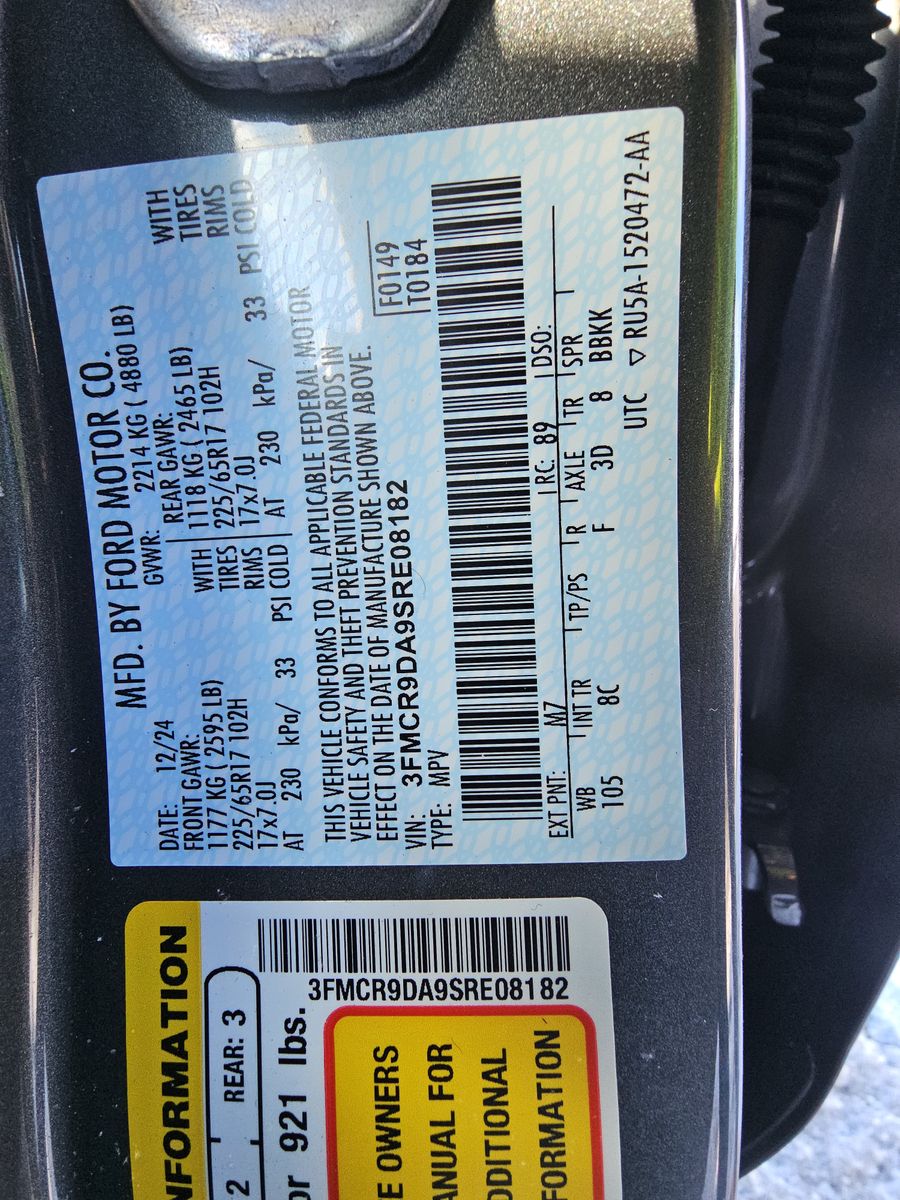 MFD. BY FORD MOTOR CO.
DATE: 12/24 GVWR: 2214 KG ( 4880 LB)
FRONT GAWR: REAR GAWR:
1177 KG ( 2595 LB) WITH 1118 KG ( 2465 LB) WITH
225/65R17 102H TIRES 225/65R17 102H TIRES
17x7.0J RIMS 17x7.0J RIMS
AT 230 kPa/ 33 PSI COLD AT 230 kPa/ 33 PSI COLD
THIS VEHICLE CONFORMS TO ALL APPLICABLE FEDERAL MOTOR
VEHICLE SAFETY AND THEFT PREVENTION STANDARDS IN
EFFECT ON THE DATE OF MANUFACTURE SHOWN ABOVE.
VIN: 3FMCR9DA9SRE08182 F0149
TYPE: MPV T0184
EXT PNT: M7 RC: 89 DSO:
WB INT TR TP/PS R AXLE TR SPR
105 8C F 3D 8 BBKK
UTC ▽ RU5A-1520472-AA
NFORMATION
2 REAR: 3
or 921 lbs.
3FMCR9DA9SRE08182
E OWNERS
ANUAL FOR
DDITIONAL
FORMATION